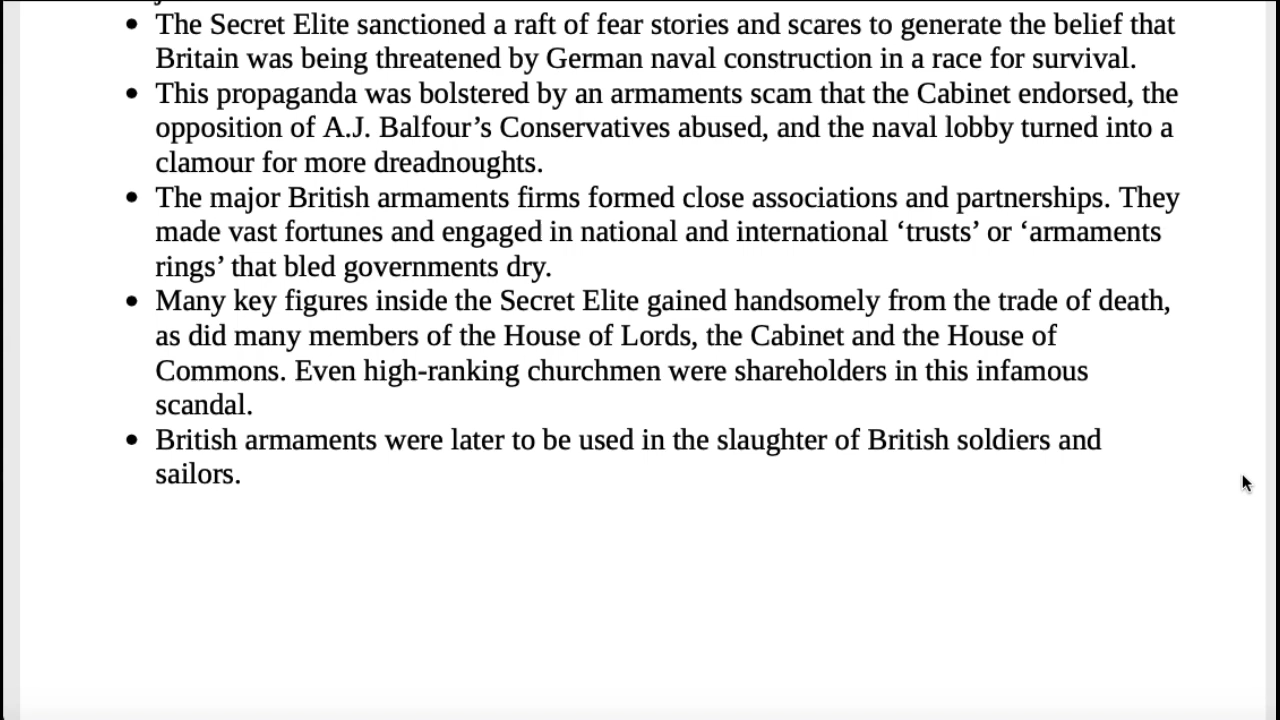 • The Secret Elite sanctioned a raft of fear stories and scares to generate the belief that
Britain was being threatened by German naval construction in a race for survival.
• This propaganda was bolstered by an armaments scam that the Cabinet endorsed, the
opposition of A.J. Balfour’s Conservatives abused, and the naval lobby turned into a
clamour for more dreadnoughts.
• The major British armaments firms formed close associations and partnerships. They
made vast fortunes and engaged in national and international ‘trusts’ or ‘armaments
rings’ that bled governments dry.
• Many key figures inside the Secret Elite gained handsomely from the trade of death,
as did many members of the House of Lords, the Cabinet and the House of
Commons. Even high-ranking churchmen were shareholders in this infamous
scandal.
• British armaments were later to be used in the slaughter of British soldiers and
sailors.